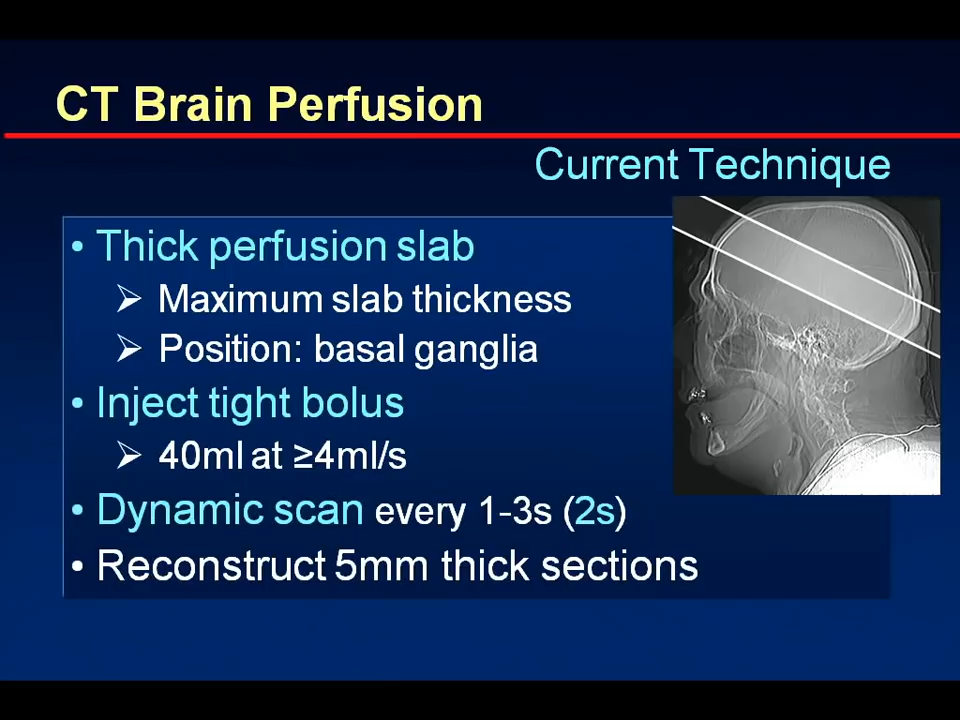 CT Brain Perfusion
Current Technique
• Thick perfusion slab
➢ Maximum slab thickness
➢ Position: basal ganglia
• Inject tight bolus
➢ 40ml at ≥4ml/s
• Dynamic scan every 1-3s (2s)
• Reconstruct 5mm thick sections